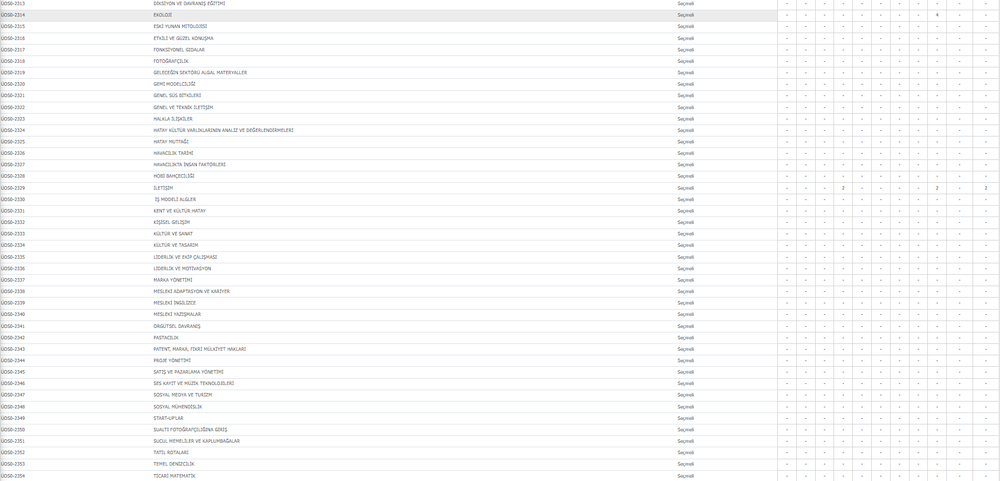 ÜOS0-2313 DİKSİYON VE DAVRANIŞ EĞİTİMİ Seçmeli - - - - - - - - - - -
ÜOS0-2314 EKOLOJİ Seçmeli - - - - - - - - 4 - -
ÜOS0-2315 ESKİ YUNAN MİTOLOJİSİ Seçmeli - - - - - - - - - - -
ÜOS0-2316 ETKİLİ VE GÜZEL KONUŞMA Seçmeli - - - - - - - - - - -
ÜOS0-2317 FONKSİYONEL GIDALAR Seçmeli - - - - - - - - - - -
ÜOS0-2318 FOTOĞRAFÇILIK Seçmeli - - - - - - - - - - -
ÜOS0-2319 GELECEĞİN SEKTÖRÜ ALGAL MATERYALLER Seçmeli - - - - - - - - - - -
ÜOS0-2320 GEMİ MODELCİLİĞİ Seçmeli - - - - - - - - - - -
ÜOS0-2321 GENEL SÜS BİTKİLERİ Seçmeli - - - - - - - - - - -
ÜOS0-2322 GENEL VE TEKNİK İLETİŞİM Seçmeli - - - - - - - - - - -
ÜOS0-2323 HALKLA İLİŞKİLER Seçmeli - - - - - - - - - - -
ÜOS0-2324 HATAY KÜLTÜR VARLIKLARININ ANALİZ VE DEĞERLENDİRMELERİ Seçmeli - - - - - - - - - - -
ÜOS0-2325 HATAY MUTFAĞI Seçmeli - - - - - - - - - - -
ÜOS0-2326 HAVACILIK TARİHİ Seçmeli - - - - - - - - - - -
ÜOS0-2327 HAVACILIKTA İNSAN FAKTÖRLERİ Seçmeli - - - - - - - - - - -
ÜOS0-2328 HOBİ BAHÇECİLİĞİ Seçmeli - - - - - - - - - - -
ÜOS0-2329 İLETİŞİM Seçmeli - - - 2 - - - - 2 - 2
ÜOS0-2330 İŞ MODELİ ALGLER Seçmeli - - - - - - - - - - -
ÜOS0-2331 KENT VE KÜLTÜR:HATAY Seçmeli - - - - - - - - - - -
ÜOS0-2332 KİŞİSEL GELİŞİM Seçmeli - - - - - - - - - - -
ÜOS0-2333 KÜLTÜR VE SANAT Seçmeli - - - - - - - - - - -
ÜOS0-2334 KÜLTÜR VE TASARIM Seçmeli - - - - - - - - - - -
ÜOS0-2335 LİDERLİK VE EKİP ÇALIŞMASI Seçmeli - - - - - - - - - - -
ÜOS0-2336 LİDERLİK VE MOTİVASYON Seçmeli - - - - - - - - - - -
ÜOS0-2337 MARKA YÖNETİMİ Seçmeli - - - - - - - - - - -
ÜOS0-2338 MESLEKİ ADAPTASYON VE KARİYER Seçmeli - - - - - - - - - - -
ÜOS0-2339 MESLEKİ İNGİLİZCE Seçmeli - - - - - - - - - - -
ÜOS0-2340 MESLEKİ YAZIŞMALAR Seçmeli - - - - - - - - - - -
ÜOS0-2341 ÖRGÜTSEL DAVRANIŞ Seçmeli - - - - - - - - - - -
ÜOS0-2342 PASTACILIK Seçmeli - - - - - - - - - - -
ÜOS0-2343 PATENT, MARKA, FİKRİ MÜLKİYET HAKLARI Seçmeli - - - - - - - - - - -
ÜOS0-2344 PROJE YÖNETİMİ Seçmeli - - - - - - - - - - -
ÜOS0-2345 SATIŞ VE PAZARLAMA YÖNETİMİ Seçmeli - - - - - - - - - - -
ÜOS0-2346 SES KAYIT VE MÜZİK TEKNOLOJİLERİ Seçmeli - - - - - - - - - - -
ÜOS0-2347 SOSYAL MEDYA VE TURİZM Seçmeli - - - - - - - - - - -
ÜOS0-2348 SOSYAL MÜHENDİSLİK Seçmeli - - - - - - - - - - -
ÜOS0-2349 START-UP'LAR Seçmeli - - - - - - - - - - -
ÜOS0-2350 SUALTI FOTOĞRAFÇILIĞINA GİRİŞ Seçmeli - - - - - - - - - - -
ÜOS0-2351 SUCUL MEMELİLER VE KAPLUMBAĞALAR Seçmeli - - - - - - - - - - -
ÜOS0-2352 TATİL ROTALARI Seçmeli - - - - - - - - - - -
ÜOS0-2353 TEMEL DENİZCİLİK Seçmeli - - - - - - - - - - -
ÜOS0-2354 TİCARİ MATEMATİK Seçmeli - - - - - - - - - - -